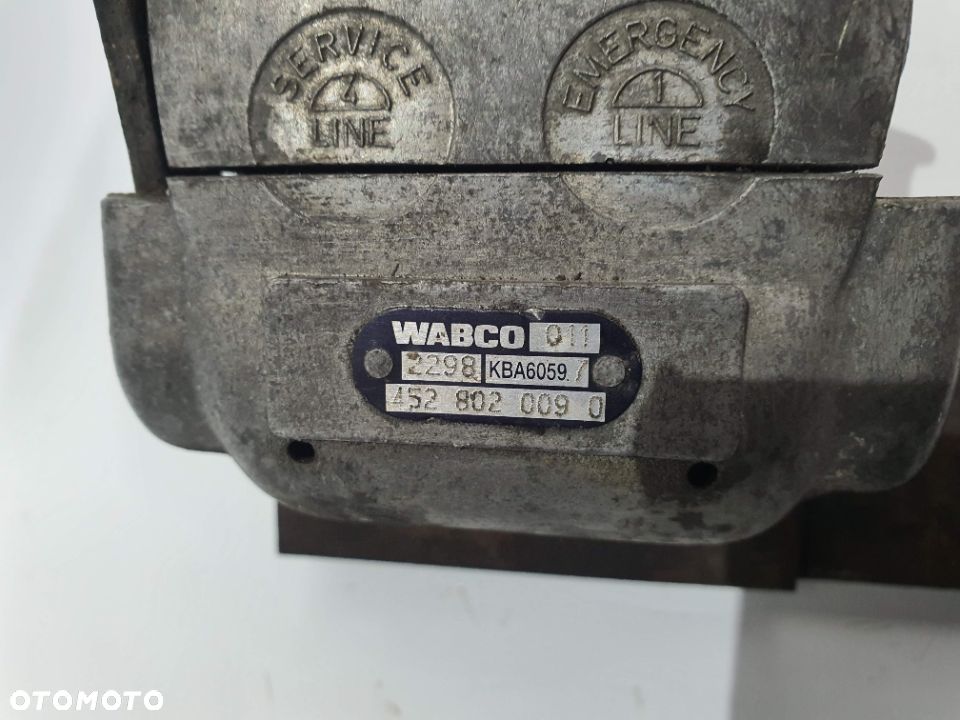 SERVICE
4
LINE
EMERGENCY
1
LINE
WABCO 011
2298 KBA6059.7
452 802 009 0
OTOMOTO